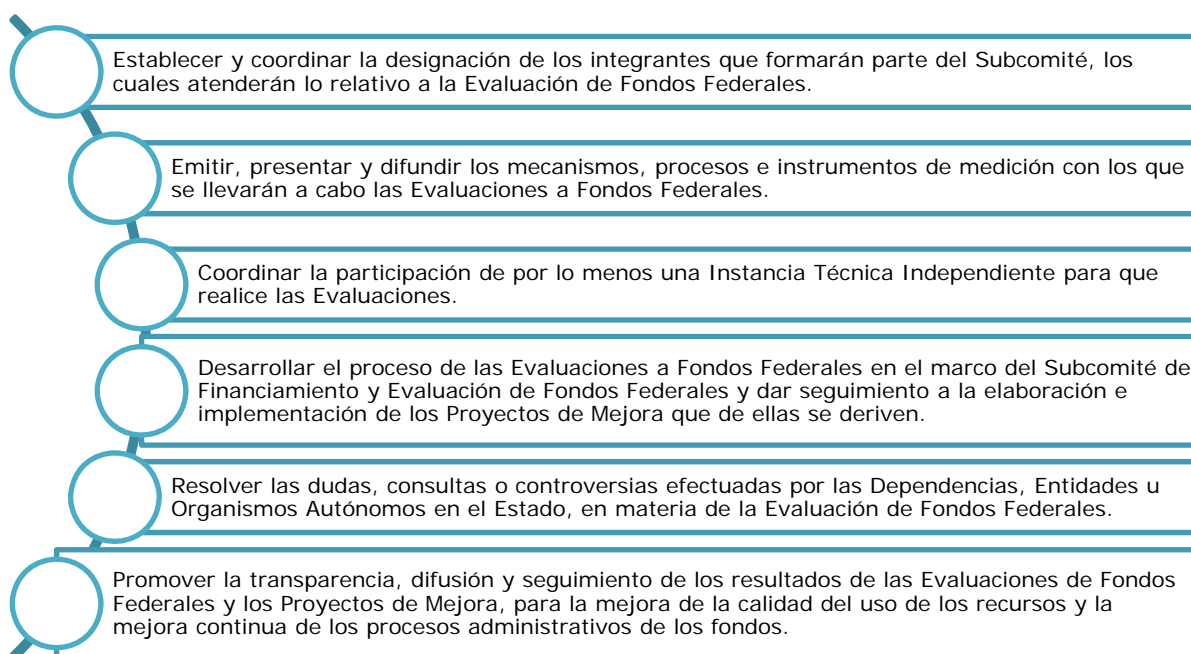 Establecer y coordinar la designación de los integrantes que formarán parte del Subcomité, los
cuales atenderán lo relativo a la Evaluación de Fondos Federales.
Emitir, presentar y difundir los mecanismos, procesos e instrumentos de medición con los que
se llevarán a cabo las Evaluaciones a Fondos Federales.
Coordinar la participación de por lo menos una Instancia Técnica Independiente para que
realice las Evaluaciones.
Desarrollar el proceso de las Evaluaciones a Fondos Federales en el marco del Subcomité de
Financiamiento y Evaluación de Fondos Federales y dar seguimiento a la elaboración e
implementación de los Proyectos de Mejora que de ellas se deriven.
Resolver las dudas, consultas o controversias efectuadas por las Dependencias, Entidades u
Organismos Autónomos en el Estado, en materia de la Evaluación de Fondos Federales.
Promover la transparencia, difusión y seguimiento de los resultados de las Evaluaciones de Fondos
Federales y los Proyectos de Mejora, para la mejora de la calidad del uso de los recursos y la
mejora continua de los procesos administrativos de los fondos.